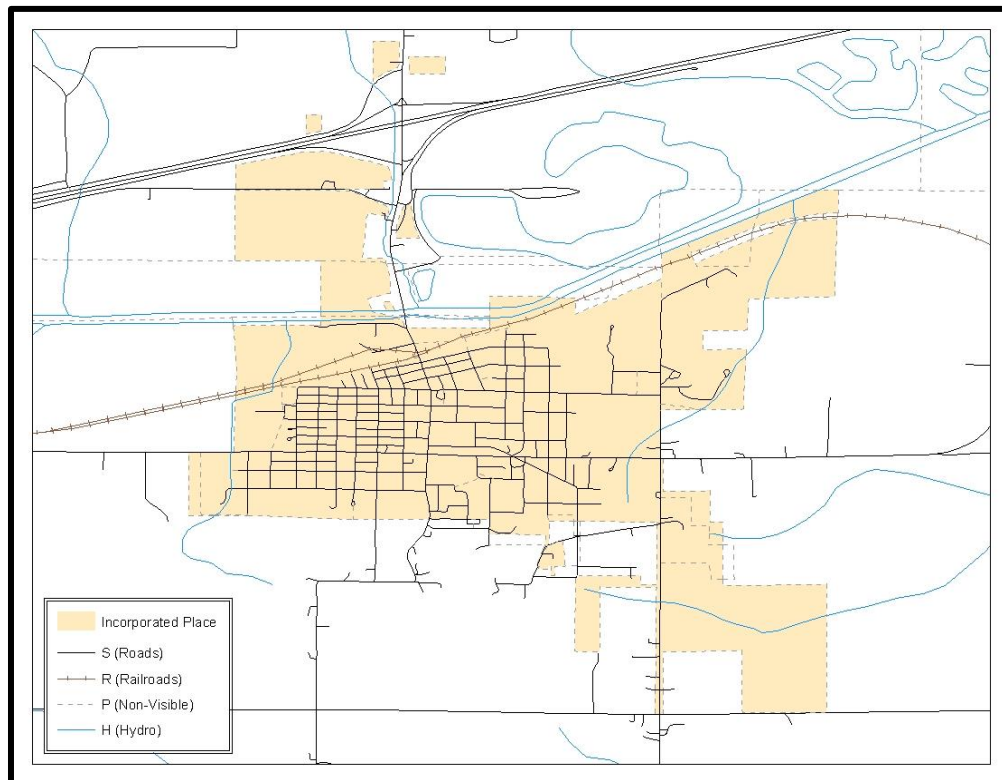 Incorporated Place
S (Roads)
R (Railroads)
P (Non-Visible)
H (Hydro)